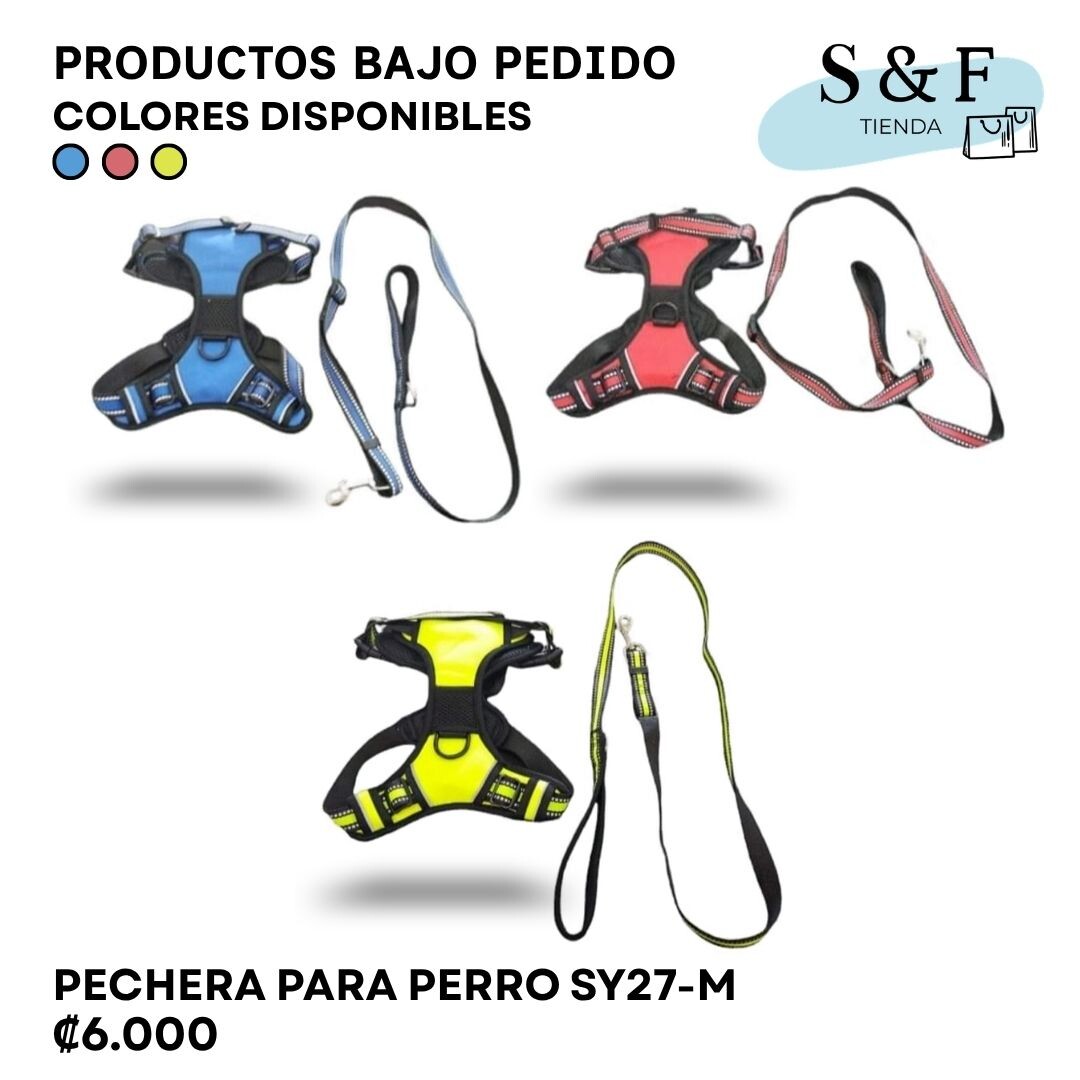 PRODUCTOS BAJO PEDIDO
COLORES DISPONIBLES
S & F
TIENDA
PECHERA PARA PERRO SY27-M
₡6.000